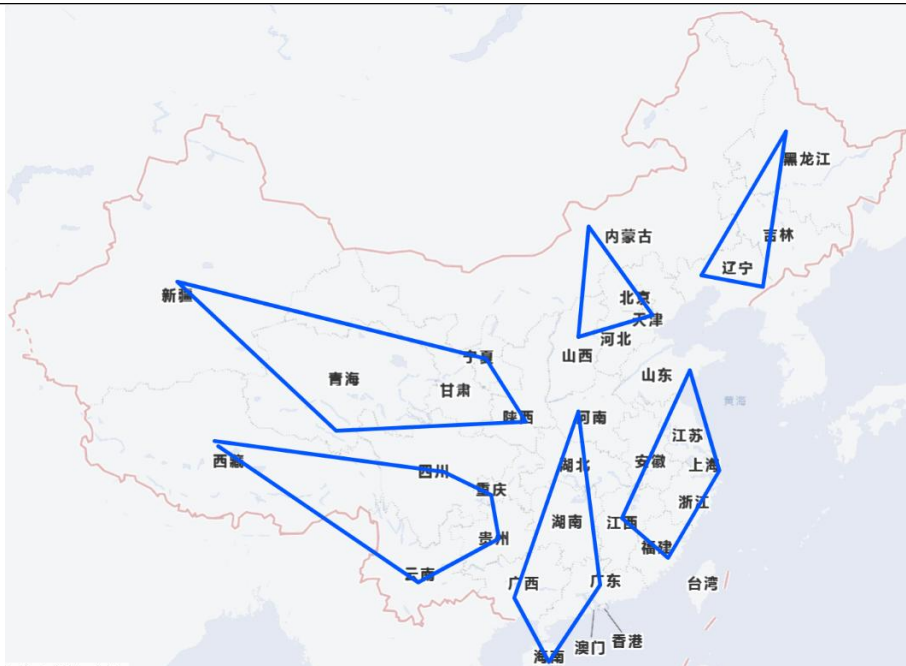 黑龙江
内蒙古
吉林
辽宁
新疆
北京
天津
河北
山西
宁夏
青海
甘肃
山东
黄海
陕西
河南
江苏
西藏
四川
湖北
安徽
上海
重庆
浙江
湖南
江西
贵州
福建
云南
广西
广东
台湾
香港
澳门
海南